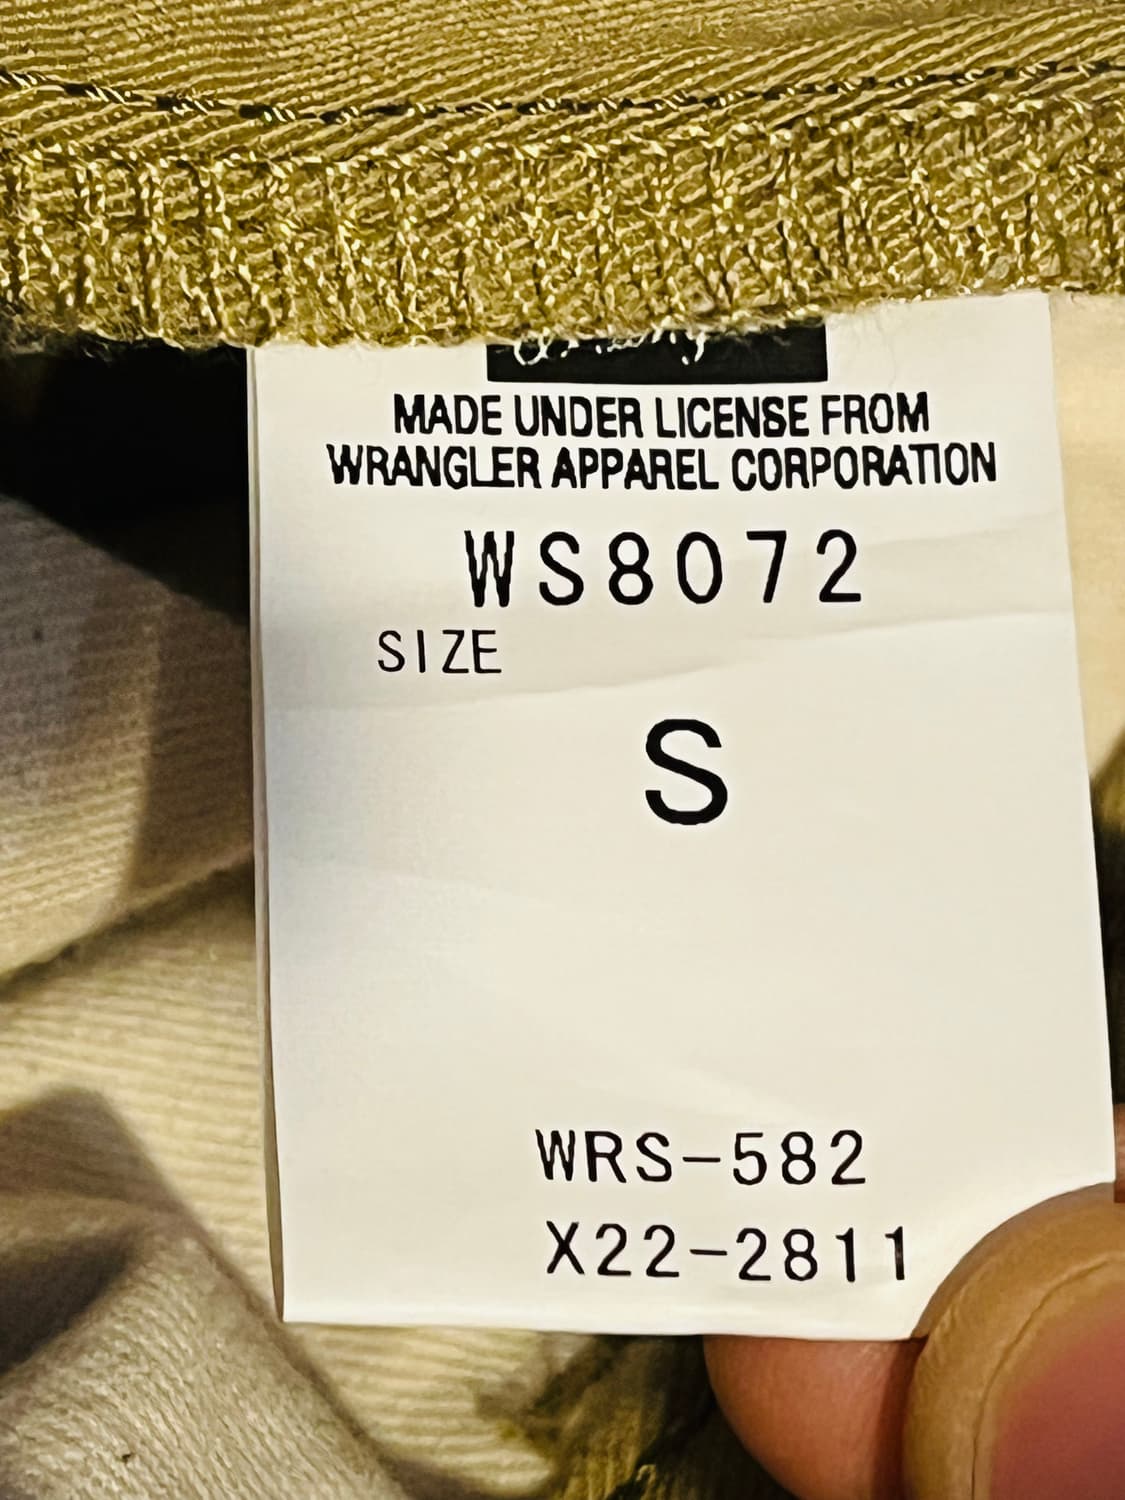 MADE UNDER LICENSE FROM
WRANGLER APPAREL CORPORATION
WS8072
SIZE
S
WRS-582
X22-2811